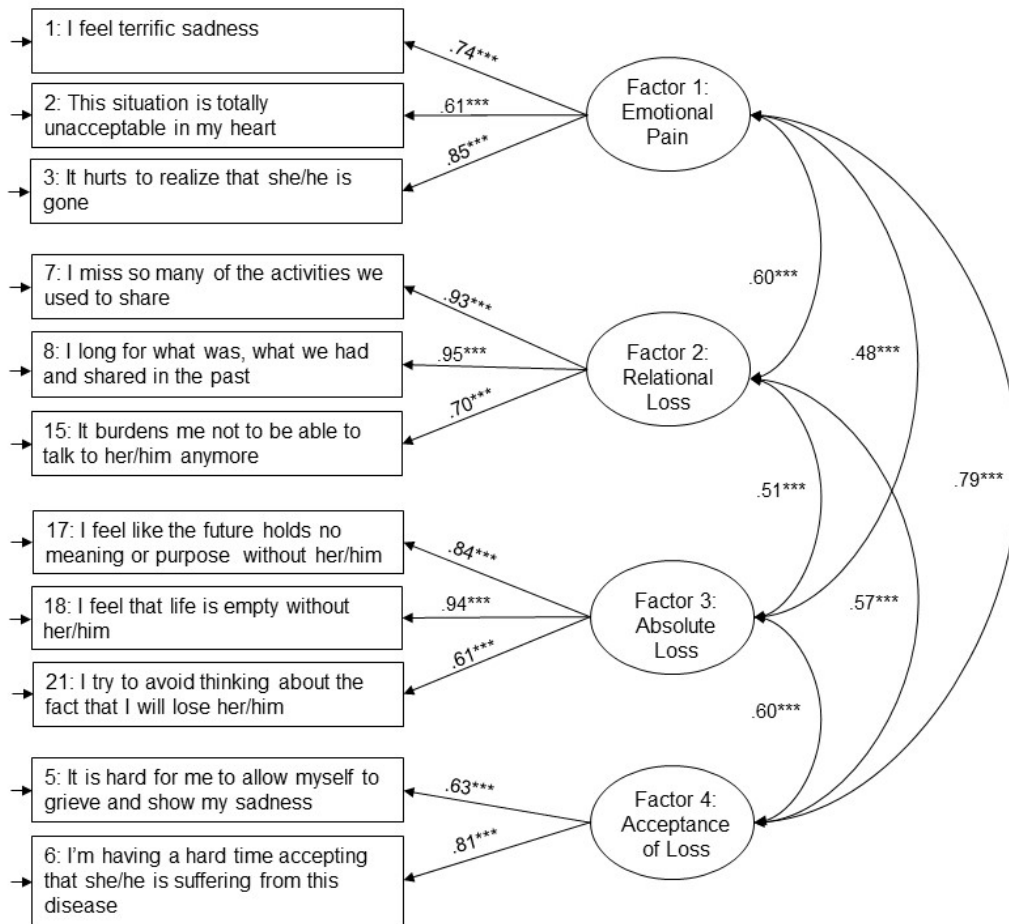 1: I feel terrific sadness
.74***
2: This situation is totally
unacceptable in my heart
.61***
3: It hurts to realize that she/he is
gone
.85***
Factor 1:
Emotional
Pain
7: I miss so many of the activities we
used to share
.93***
8: I long for what was, what we had
and shared in the past
.95***
15: It burdens me not to be able to
talk to her/him anymore
.70***
Factor 2:
Relational
Loss
17: I feel like the future holds no
meaning or purpose without her/him
.84***
18: I feel that life is empty without
her/him
.94***
21: I try to avoid thinking about the
fact that I will lose her/him
.61***
Factor 3:
Absolute
Loss
5: It is hard for me to allow myself to
grieve and show my sadness
.63***
6: I'm having a hard time accepting
that she/he is suffering from this
disease
.81***
Factor 4:
Acceptance
of Loss
.60***
.48***
.79***
.51***
.57***
.60***